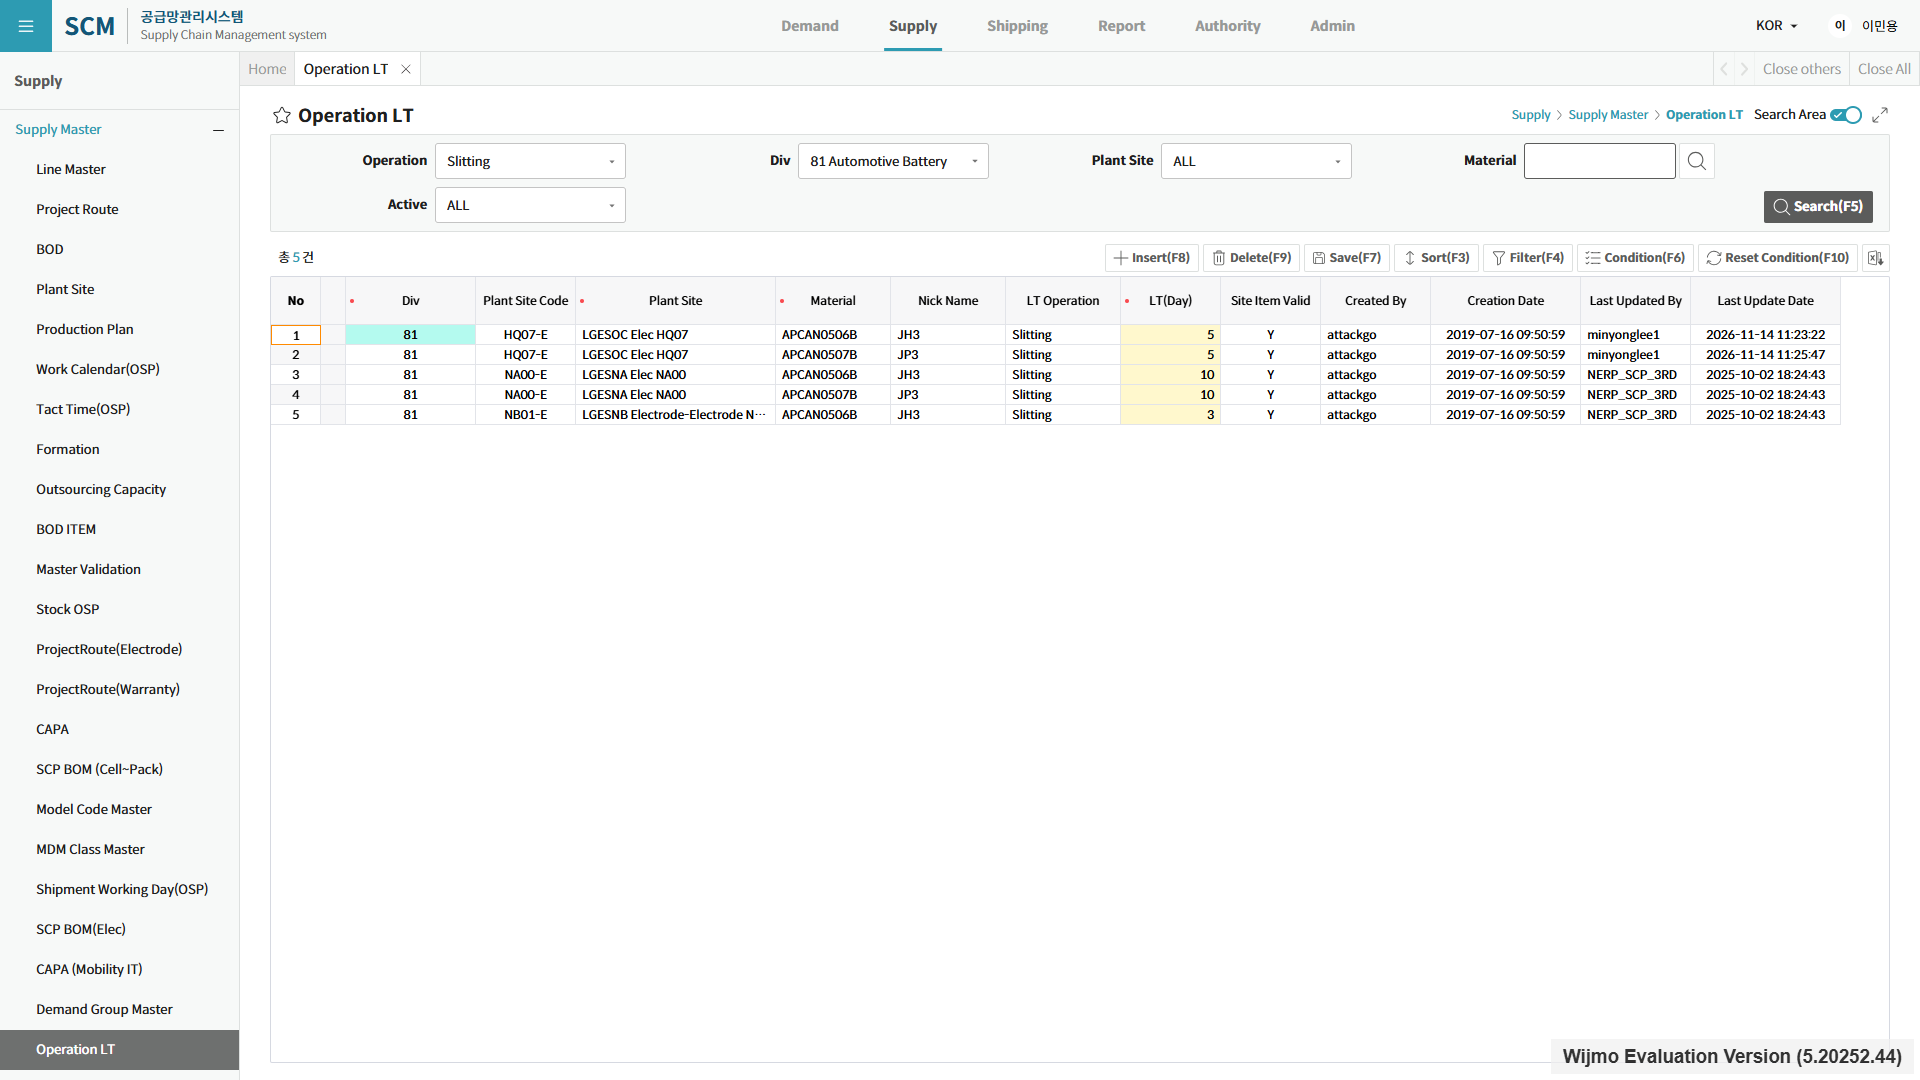 SCM
공급망관리시스템
Supply Chain Management system
Demand
Supply
Shipping
Report
Authority
Admin
KOR
이
이민용
Supply
Home
Operation LT
Close others
Close All
Supply Master
Line Master
Project Route
BOD
Plant Site
Production Plan
Work Calendar(OSP)
Tact Time(OSP)
Formation
Outsourcing Capacity
BOD ITEM
Master Validation
Stock OSP
ProjectRoute(Electrode)
ProjectRoute(Warranty)
CAPA
SCP BOM (Cell~Pack)
Model Code Master
MDM Class Master
Shipment Working Day(OSP)
SCP BOM(Elec)
CAPA (Mobility IT)
Demand Group Master
Operation LT
Operation LT
Supply > Supply Master > Operation LT Search Area
Operation Slitting Div 81 Automotive Battery Plant Site ALL Material
Active ALL
Search(F5)
총 5 건
Insert(F8) Delete(F9) Save(F7) Sort(F3) Filter(F4) Condition(F6) Reset Condition(F10)
No Div Plant Site Code Plant Site Material Nick Name LT Operation LT(Day) Site Item Valid Created By Creation Date Last Updated By Last Update Date
1 81 HQ07-E LGESOC Elec HQ07 APCAN0506B JH3 Slitting 5 Y attackgo 2019-07-16 09:50:59 minyonglee1 2026-11-14 11:23:22
2 81 HQ07-E LGESOC Elec HQ07 APCAN0507B JP3 Slitting 5 Y attackgo 2019-07-16 09:50:59 minyonglee1 2026-11-14 11:25:47
3 81 NA00-E LGESNA Elec NA00 APCAN0506B JH3 Slitting 10 Y attackgo 2019-07-16 09:50:59 NERP_SCP_3RD 2025-10-02 18:24:43
4 81 NA00-E LGESNA Elec NA00 APCAN0507B JP3 Slitting 10 Y attackgo 2019-07-16 09:50:59 NERP_SCP_3RD 2025-10-02 18:24:43
5 81 NB01-E LGESNB Electrode-Electrode N··· APCAN0506B JH3 Slitting 3 Y attackgo 2019-07-16 09:50:59 NERP_SCP_3RD 2025-10-02 18:24:43
Wijmo Evaluation Version (5.20252.44)